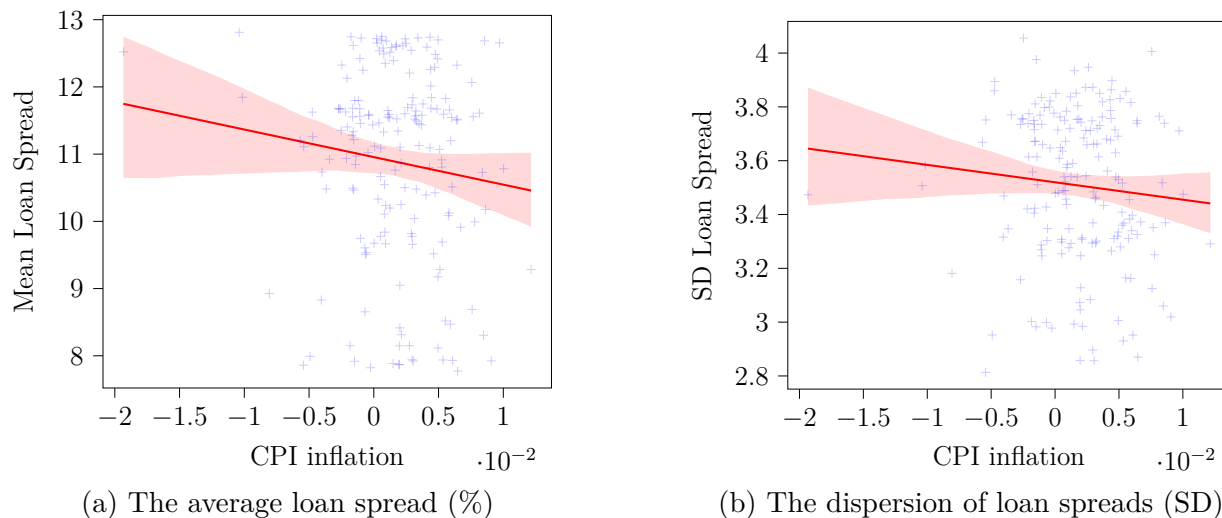 13
12
11
10
9
8
Mean Loan Spread
−2 −1.5 −1 −0.5 0 0.5 1
CPI inflation ·10−2
(a) The average loan spread (%)
4
3.8
3.6
3.4
3.2
3
2.8
SD Loan Spread
−2 −1.5 −1 −0.5 0 0.5 1
CPI inflation ·10−2
(b) The dispersion of loan spreads (SD)